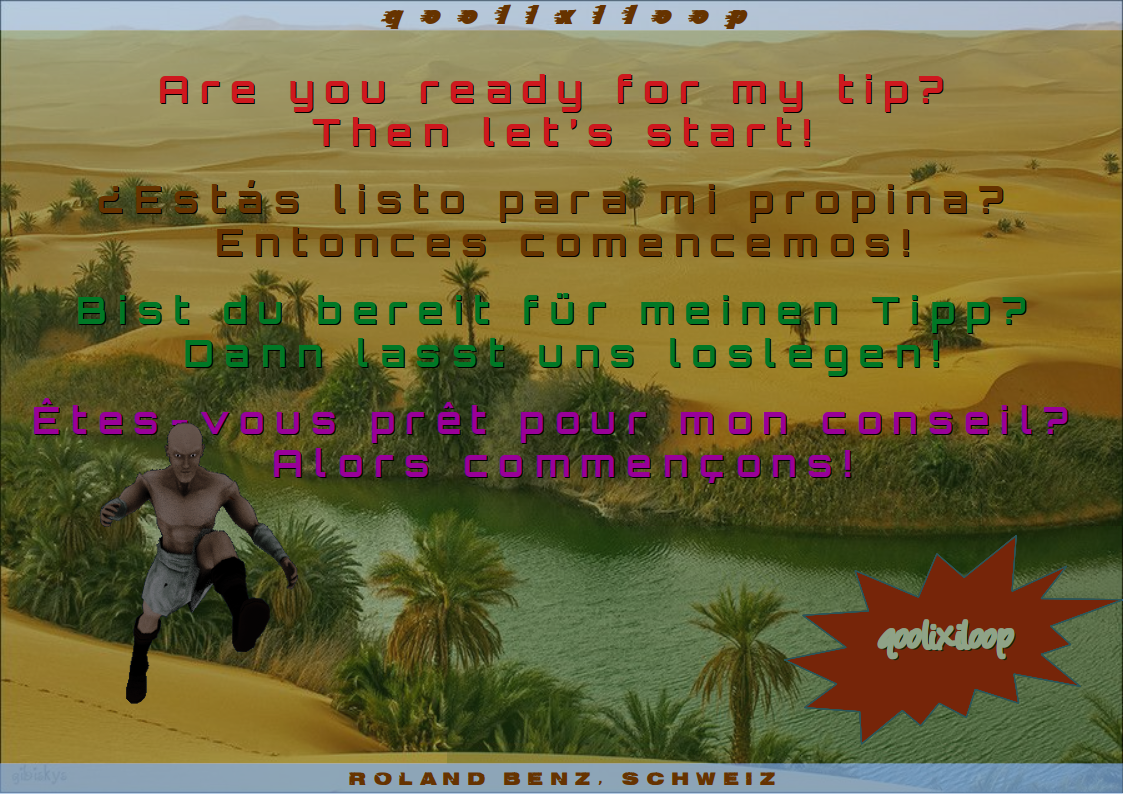 qoolixiloop
Are you ready for my tip?
Then let's start!
¿Estás listo para mi propina?
Entonces comencemos!
Bist du bereit für meinen Tipp?
Dann lasst uns loslegen!
Êtes-vous prêt pour mon conseil?
Alors commençons!
qoolixiloop
ROLAND BENZ, SCHWEIZ